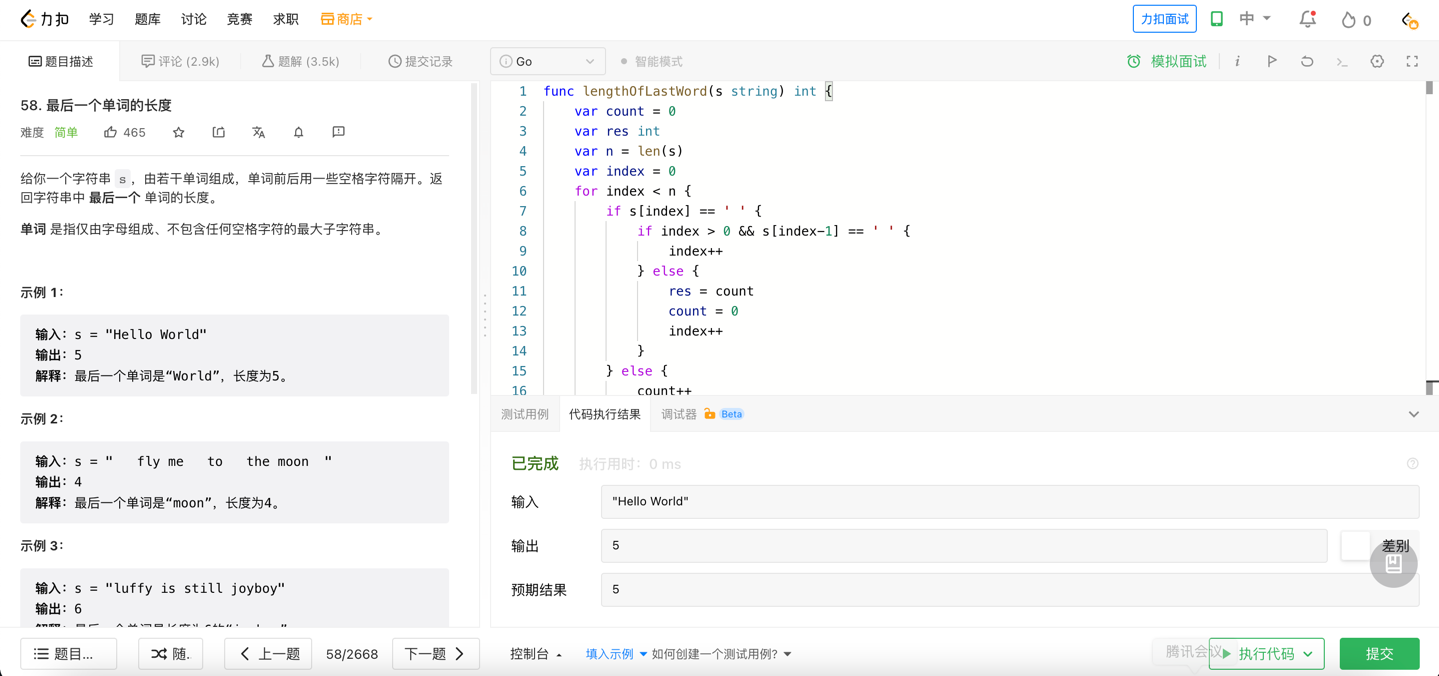 力扣 学习 题库 讨论 竞赛 求职 商店 力扣面试 中 0
题目描述 评论 (2.9k) 题解 (3.5k) 提交记录
58. 最后一个单词的长度
难度 简单 465
给你一个字符串 s，由若干单词组成，单词前后用一些空格字符隔开。返
回字符串中 最后一个 单词的长度。
单词 是指仅由字母组成、不包含任何空格字符的最大子字符串。
示例 1：
输入：s = "Hello World"
输出：5
解释：最后一个单词是“World”，长度为5。
示例 2：
输入：s = "   fly me   to   the moon  "
输出：4
解释：最后一个单词是“moon”，长度为4。
示例 3：
输入：s = "luffy is still joyboy"
输出：6
题目... 随. 上一题 58/2668 下一题
Go 智能模式 模拟面试 i
1 func lengthOfLastWord(s string) int {
2 var count = 0
3 var res int
4 var n = len(s)
5 var index = 0
6 for index < n {
7 if s[index] == ' ' {
8 if index > 0 && s[index-1] == ' ' {
9 index++
10 } else {
11 res = count
12 count = 0
13 index++
14 }
15 } else {
16 count++
测试用例 代码执行结果 调试器 Beta
已完成 执行用时：0 ms
输入 "Hello World"
输出 5 差别
预期结果 5
控制台 填入示例 如何创建一个测试用例? 腾讯会议 执行代码 提交